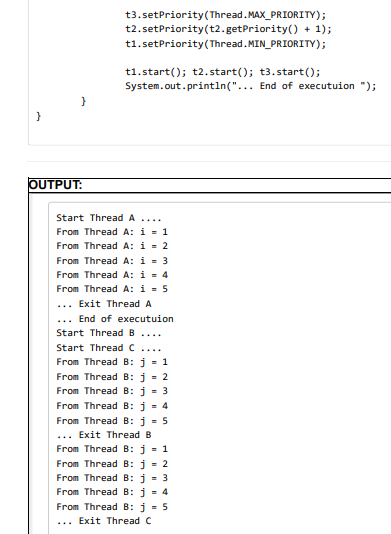 t3.setPriority(Thread.MAX_PRIORITY);
t2.setPriority(t2.getPriority() + 1);
t1.setPriority(Thread.MIN_PRIORITY);
t1.start(); t2.start(); t3.start();
System.out.println("... End of executuion ");
}
}
OUTPUT:
Start Thread A ....
From Thread A: i = 1
From Thread A: i = 2
From Thread A: i = 3
From Thread A: i = 4
From Thread A: i = 5
... Exit Thread A
... End of executuion
Start Thread B ....
Start Thread C ....
From Thread B: j = 1
From Thread B: j = 2
From Thread B: j = 3
From Thread B: j = 4
From Thread B: j = 5
... Exit Thread B
From Thread B: j = 1
From Thread B: j = 2
From Thread B: j = 3
From Thread B: j = 4
From Thread B: j = 5
... Exit Thread C